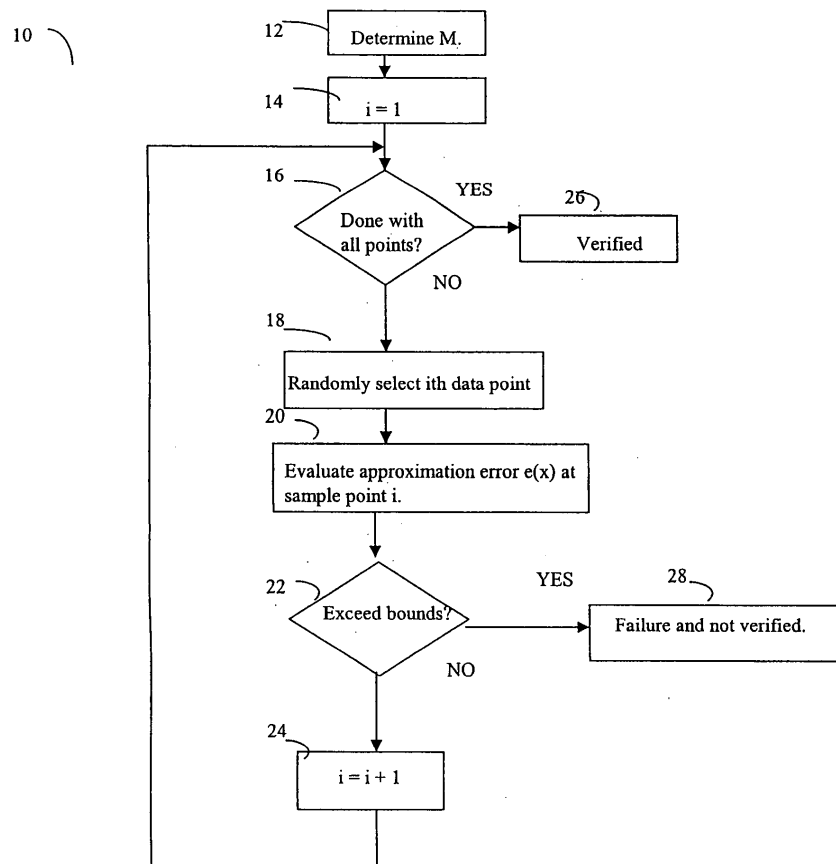 10
12
Determine M.
14
i = 1
16
YES
26
Done with
all points?
Verified
NO
18
Randomly select ith data point
20
Evaluate approximation error e(x) at
sample point i.
22
YES
28
Exceed bounds?
Failure and not verified.
NO
24
i = i + 1